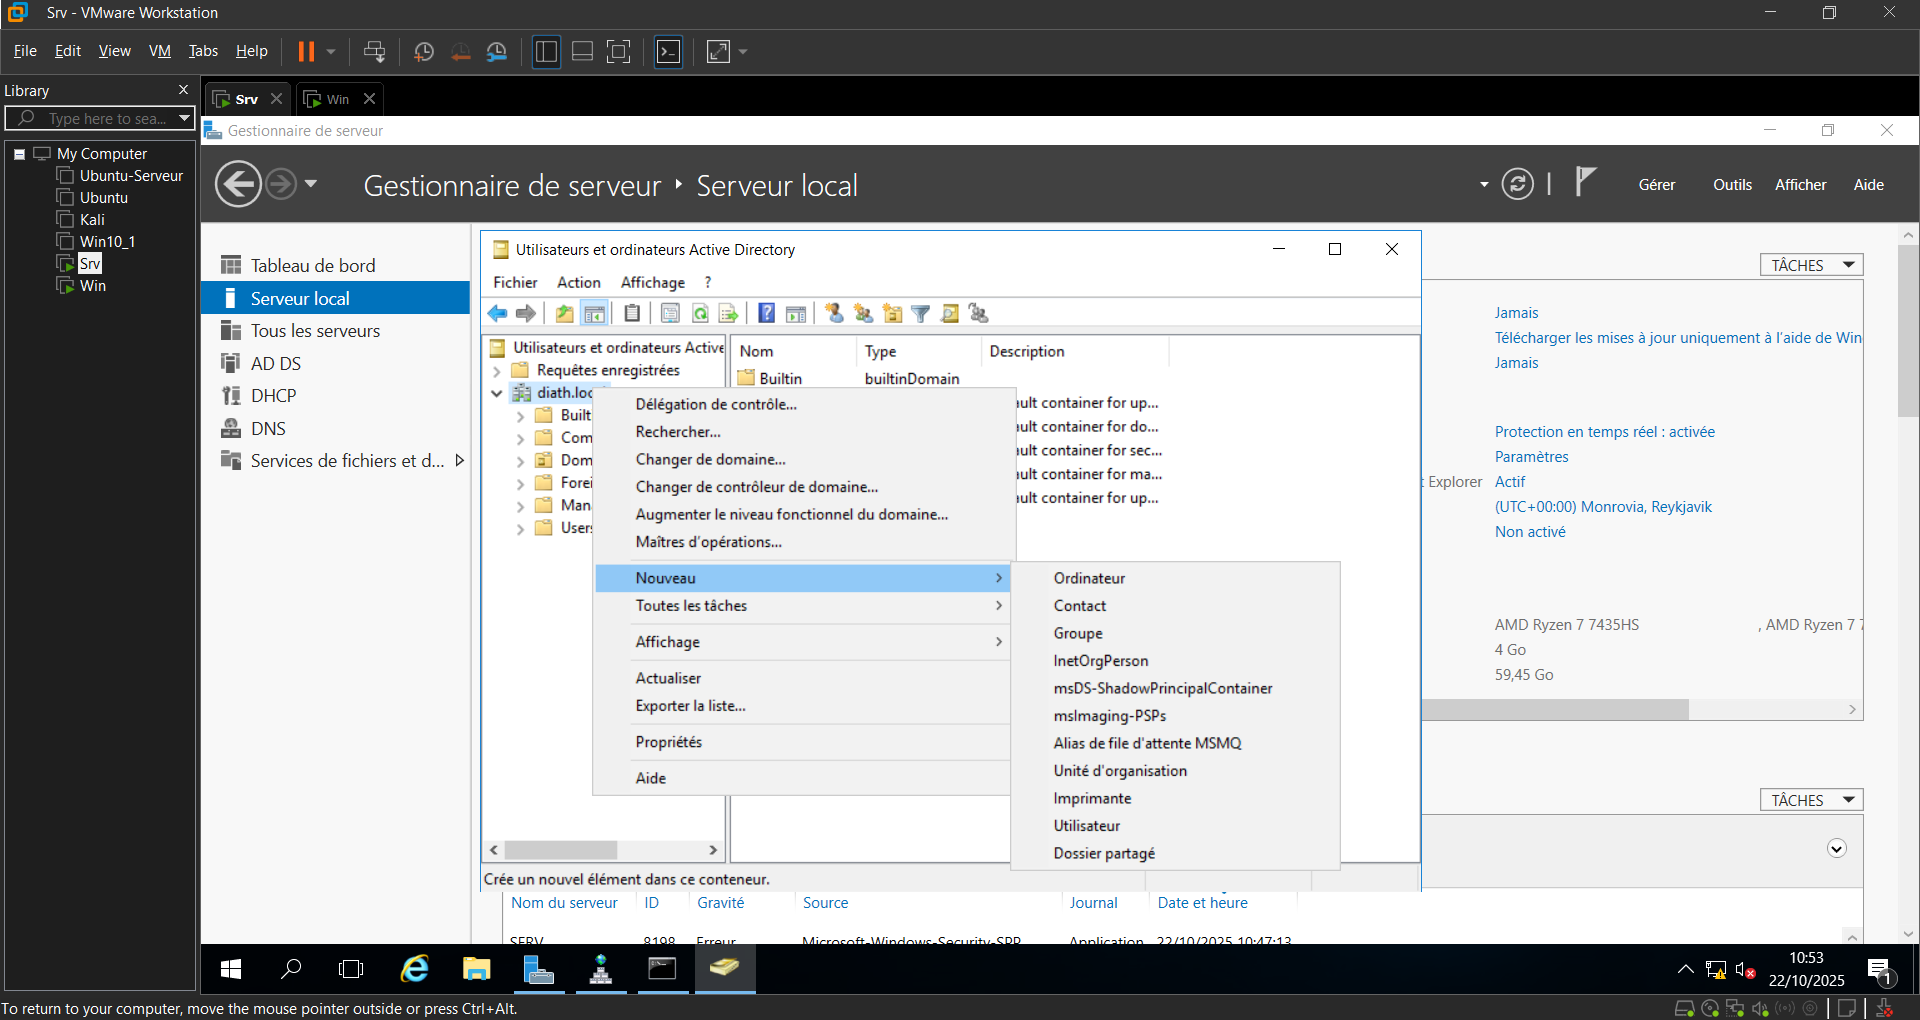 Srv - VMware Workstation
File Edit View VM Tabs Help
Library
Type here to sea...
My Computer
Ubuntu-Serveur
Ubuntu
Kali
Win10_1
Srv
Win
Srv
Win
Gestionnaire de serveur
Gestionnaire de serveur Serveur local
Gérer Outils Afficher Aide
Tableau de bord
Serveur local
Tous les serveurs
AD DS
DHCP
DNS
Services de fichiers et d...
Utilisateurs et ordinateurs Active Directory
Fichier Action Affichage ?
Utilisateurs et ordinateurs Active
Requêtes enregistrées
diath.loc
Built
Com
Dom
Forei
Man
Users
Nom Type Description
Builtin builtinDomain
ault container for up...
ault container for do...
ault container for sec...
ault container for ma...
ault container for up...
Délégation de contrôle...
Rechercher...
Changer de domaine...
Changer de contrôleur de domaine...
Augmenter le niveau fonctionnel du domaine...
Maîtres d'opérations...
Nouveau
Toutes les tâches
Affichage
Actualiser
Exporter la liste...
Propriétés
Aide
Ordinateur
Contact
Groupe
InetOrgPerson
msDS-ShadowPrincipalContainer
msImaging-PSPs
Alias de file d'attente MSMQ
Unité d'organisation
Imprimante
Utilisateur
Dossier partagé
Crée un nouvel élément dans ce conteneur.
TÂCHES
Jamais
Télécharger les mises à jour uniquement à l'aide de Win
Jamais
Protection en temps réel : activée
Paramètres
t Explorer Actif
(UTC+00:00) Monrovia, Reykjavik
Non activé
AMD Ryzen 7 7435HS , AMD Ryzen 7 7
4 Go
59,45 Go
TÂCHES
Nom du serveur ID Gravité Source Journal Date et heure
SERV 8198 Erreur Microsoft-Windows-Security-SPP Application 22/10/2025 10:47:13
10:53
22/10/2025
1
To return to your computer, move the mouse pointer outside or press Ctrl+Alt.